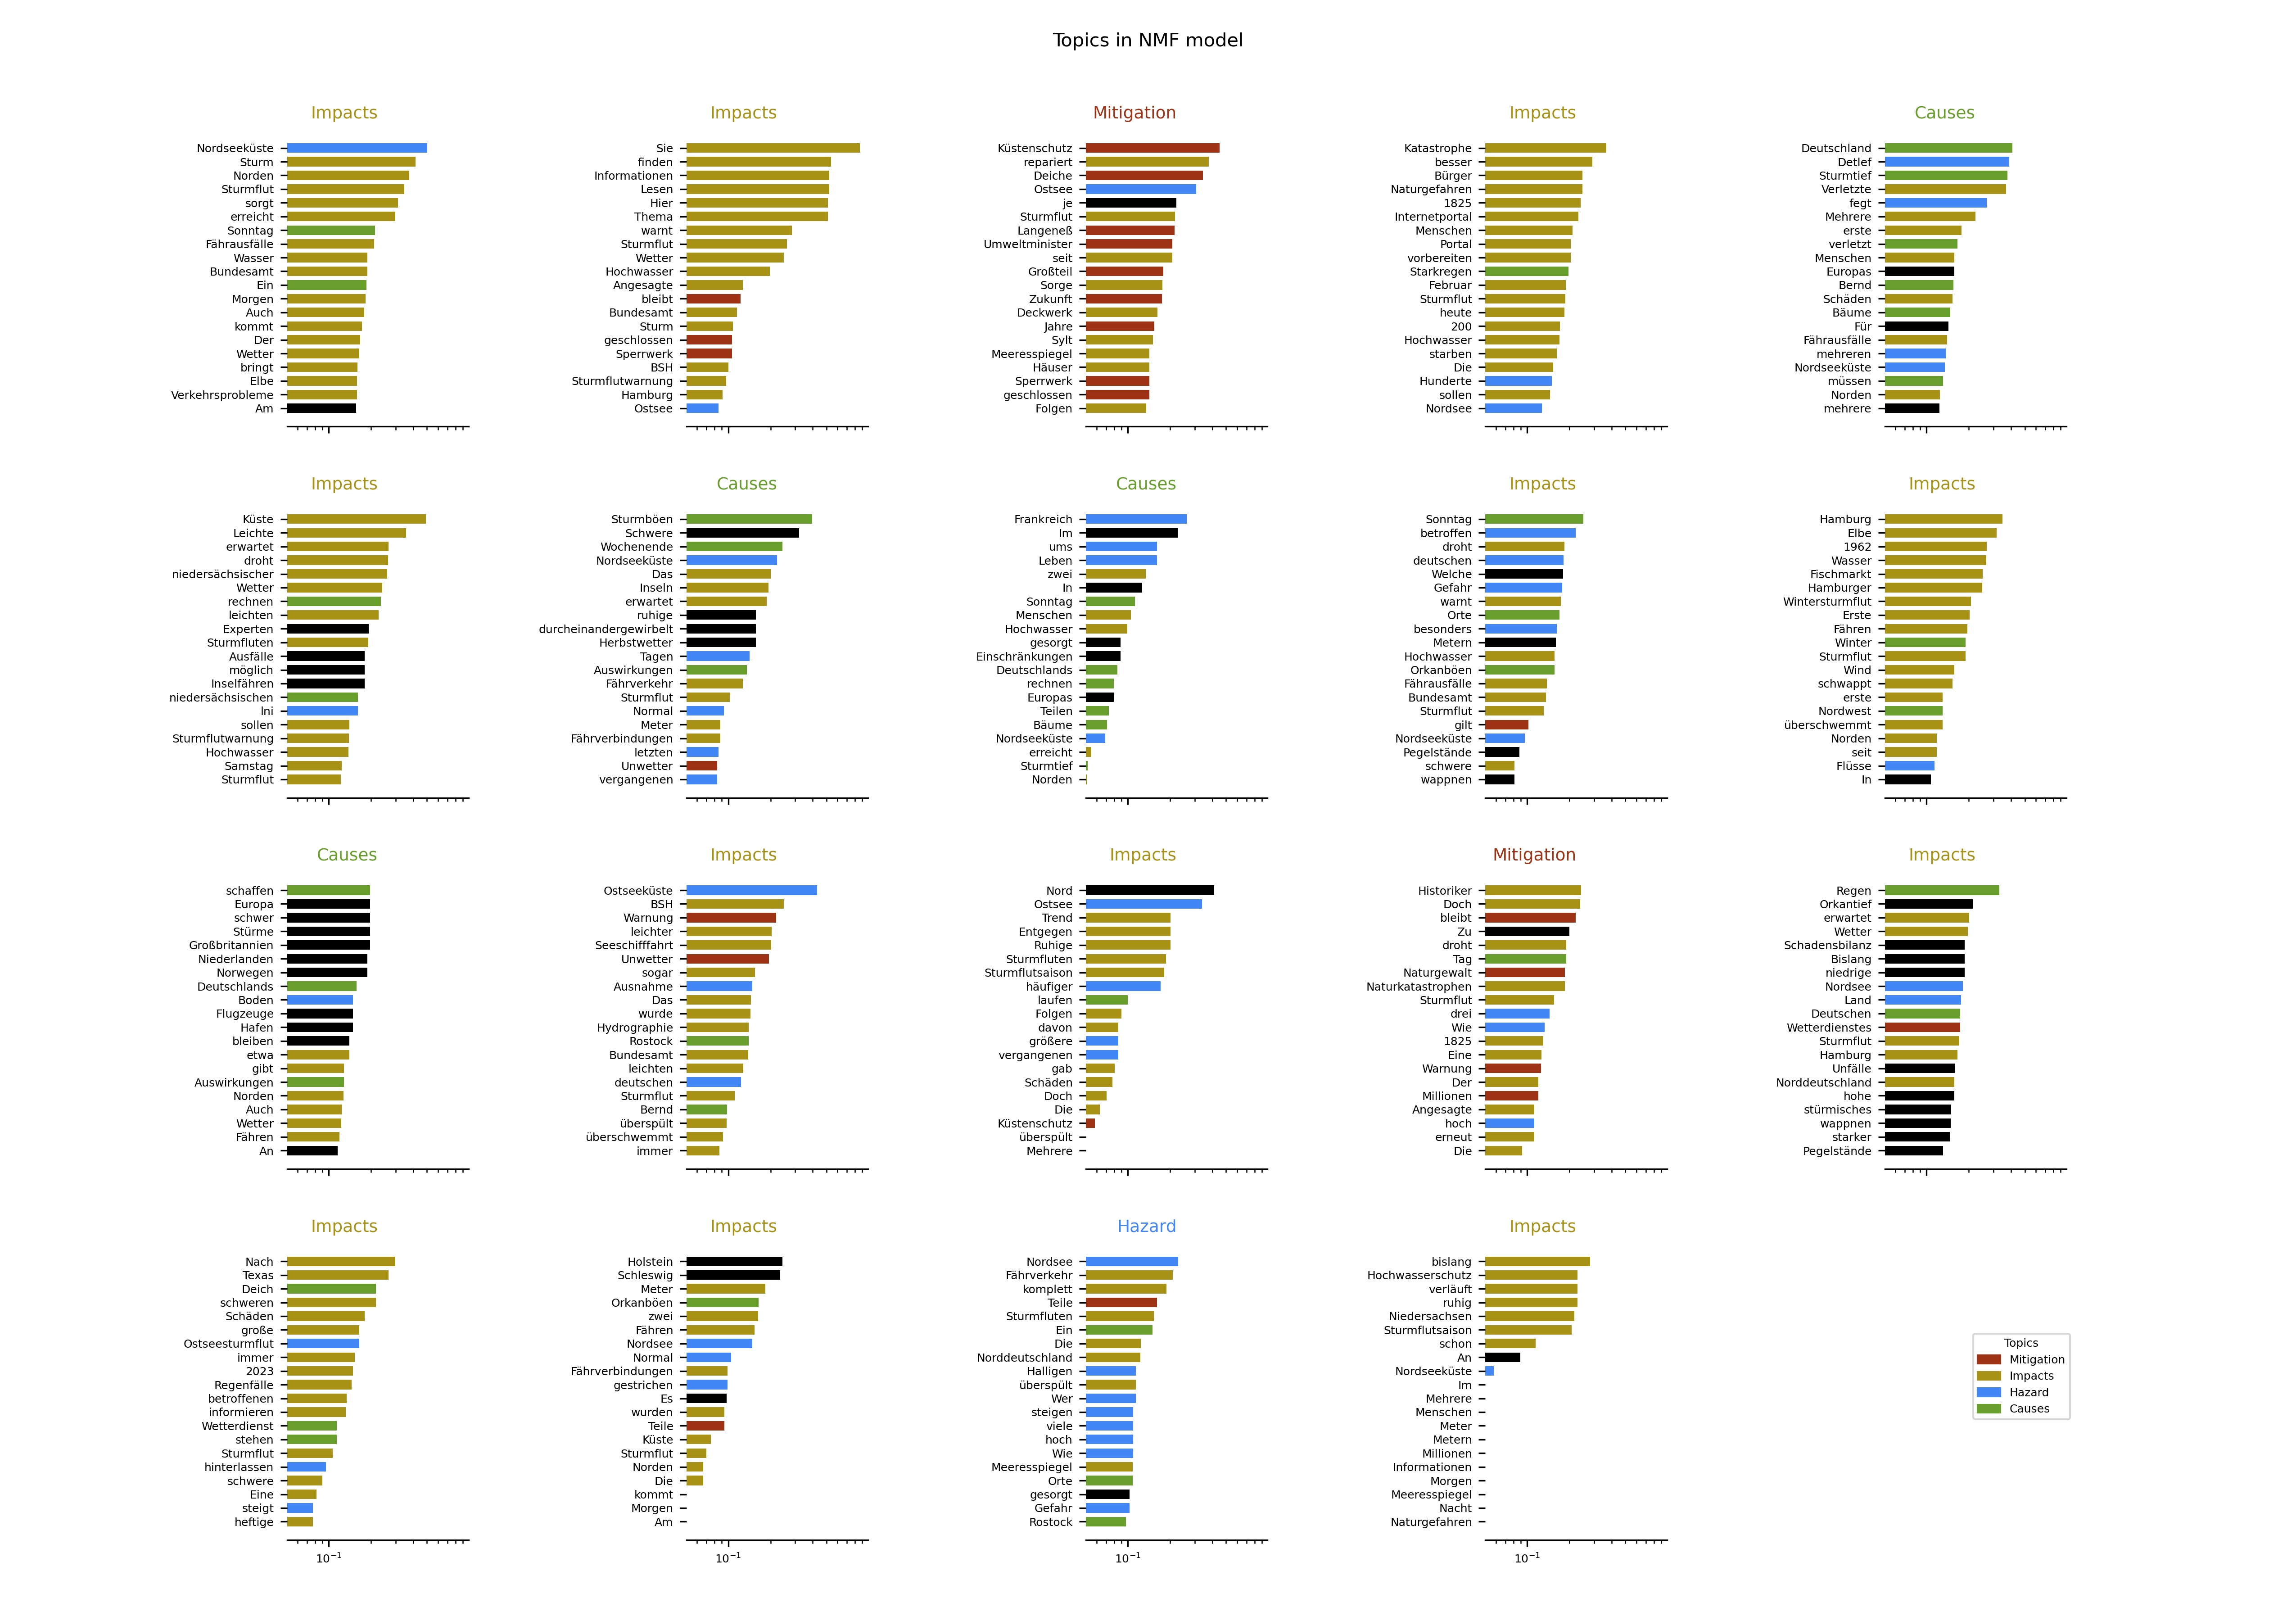 Topics in NMF model
Impacts
Nordseeküste
Sturm
Norden
Sturmflut
sorgt
erreicht
Sonntag
Fährausfälle
Wasser
Bundesamt
Ein
Morgen
Auch
kommt
Der
Wetter
bringt
Elbe
Verkehrsprobleme
Am
Impacts
Sie
finden
Informationen
Lesen
Hier
Thema
warnt
Sturmflut
Wetter
Hochwasser
Angesagte
bleibt
Bundesamt
Sturm
geschlossen
Sperrwerk
BSH
Sturmflutwarnung
Hamburg
Ostsee
Mitigation
Küstenschutz
repariert
Deiche
Ostsee
je
Sturmflut
Langeneß
Umweltminister
seit
Großteil
Sorge
Zukunft
Deckwerk
Jahre
Sylt
Meeresspiegel
Häuser
Sperrwerk
geschlossen
Folgen
Impacts
Katastrophe
besser
Bürger
Naturgefahren
1825
Internetportal
Menschen
Portal
vorbereiten
Starkregen
Februar
Sturmflut
heute
200
Hochwasser
starben
Die
Hunderte
sollen
Nordsee
Causes
Deutschland
Detlef
Sturmtief
Verletzte
fegt
Mehrere
erste
verletzt
Menschen
Europas
Bernd
Schäden
Bäume
Für
Fährausfälle
mehreren
Nordseeküste
müssen
Norden
mehrere
Impacts
Küste
Leichte
erwartet
droht
niedersächsischer
Wetter
rechnen
leichten
Experten
Sturmfluten
Ausfälle
möglich
Inselfähren
niedersächsischen
Ini
sollen
Sturmflutwarnung
Hochwasser
Samstag
Sturmflut
Causes
Sturmböen
Schwere
Wochenende
Nordseeküste
Das
Inseln
erwartet
ruhige
durcheinandergewirbelt
Herbstwetter
Tagen
Auswirkungen
Fährverkehr
Sturmflut
Normal
Meter
Fährverbindungen
letzten
Unwetter
vergangenen
Causes
Frankreich
Im
ums
Leben
zwei
In
Sonntag
Menschen
Hochwasser
gesorgt
Einschränkungen
Deutschlands
rechnen
Europas
Teilen
Bäume
Nordseeküste
erreicht
Sturmtief
Norden
Impacts
Sonntag
betroffen
droht
deutschen
Welche
Gefahr
warnt
Orte
besonders
Metern
Hochwasser
Orkanböen
Fährausfälle
Bundesamt
Sturmflut
gilt
Nordseeküste
Pegelstände
schwere
wappnen
Impacts
Hamburg
Elbe
1962
Wasser
Fischmarkt
Hamburger
Wintersturmflut
Erste
Fähren
Winter
Sturmflut
Wind
schwappt
erste
Nordwest
überschwemmt
Norden
seit
Flüsse
In
Causes
schaffen
Europa
schwer
Stürme
Großbritannien
Niederlanden
Norwegen
Deutschlands
Boden
Flugzeuge
Hafen
bleiben
etwa
gibt
Auswirkungen
Norden
Auch
Wetter
Fähren
An
Impacts
Ostseeküste
BSH
Warnung
leichter
Seeschifffahrt
Unwetter
sogar
Ausnahme
Das
wurde
Hydrographie
Rostock
Bundesamt
leichten
deutschen
Sturmflut
Bernd
überspült
überschwemmt
immer
Impacts
Nord
Ostsee
Trend
Entgegen
Ruhige
Sturmfluten
Sturmflutsaison
häufiger
laufen
Folgen
davon
größere
vergangenen
gab
Schäden
Doch
Die
Küstenschutz
überspült
Mehrere
Mitigation
Historiker
Doch
bleibt
Zu
droht
Tag
Naturgewalt
Naturkatastrophen
Sturmflut
drei
Wie
1825
Eine
Warnung
Der
Millionen
Angesagte
hoch
erneut
Die
Impacts
Regen
Orkantief
erwartet
Wetter
Schadensbilanz
Bislang
niedrige
Nordsee
Land
Deutschen
Wetterdienstes
Sturmflut
Hamburg
Unfälle
Norddeutschland
hohe
stürmisches
wappnen
starker
Pegelstände
Impacts
Nach
Texas
Deich
schweren
Schäden
große
Ostseesturmflut
immer
2023
Regenfälle
betroffenen
informieren
Wetterdienst
stehen
Sturmflut
hinterlassen
schwere
Eine
steigt
heftige
10⁻¹
Impacts
Holstein
Schleswig
Meter
Orkanböen
zwei
Fähren
Nordsee
Normal
Fährverbindungen
gestrichen
Es
wurden
Teile
Küste
Sturmflut
Norden
Die
kommt
Morgen
Am
10⁻¹
Hazard
Nordsee
Fährverkehr
komplett
Teile
Sturmfluten
Ein
Die
Norddeutschland
Halligen
überspült
Wer
steigen
viele
hoch
Wie
Meeresspiegel
Orte
gesorgt
Gefahr
Rostock
10⁻¹
Impacts
bislang
Hochwasserschutz
verläuft
ruhig
Niedersachsen
Sturmflutsaison
schon
An
Nordseeküste
Im
Mehrere
Menschen
Meter
Metern
Millionen
Informationen
Morgen
Meeresspiegel
Nacht
Naturgefahren
10⁻¹
Topics
Mitigation
Impacts
Hazard
Causes